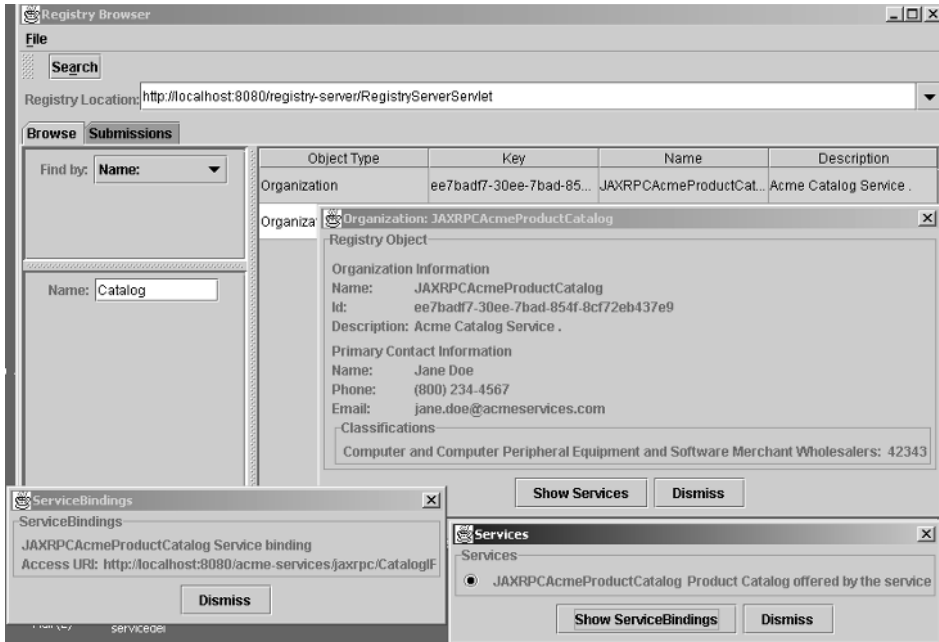 Registry Browser
File
Search
Registry Location: http://localhost:8080/registry-server/RegistryServerServlet
Browse Submissions
Find by: Name:
Object Type Key Name Description
Organization ee7badf7-30ee-7bad-85... JAXRPCAcmeProductCat... Acme Catalog Service .
Organiza
Name: Catalog
Organization: JAXRPCAcmeProductCatalog
Registry Object
Organization Information
Name: JAXRPCAcmeProductCatalog
Id: ee7badf7-30ee-7bad-854f-8cf72eb437e9
Description: Acme Catalog Service .
Primary Contact Information
Name: Jane Doe
Phone: (800) 234-4567
Email: jane.doe@acmeservices.com
Classifications
Computer and Computer Peripheral Equipment and Software Merchant Wholesalers: 42343
Show Services Dismiss
ServiceBindings
ServiceBindings
JAXRPCAcmeProductCatalog Service binding
Access URI: http://localhost:8080/acme-services/jaxrpc/CatalogIF
Dismiss
Services
Services
JAXRPCAcmeProductCatalog Product Catalog offered by the service
Show ServiceBindings Dismiss